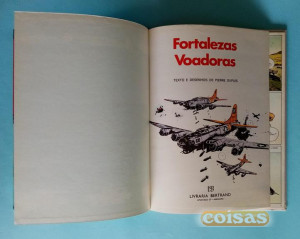 Fortalezas
Voadoras
TEXTO E DESENHOS DE PIERRE DUPUIS
LIVRARIA BERTRAND
coisas